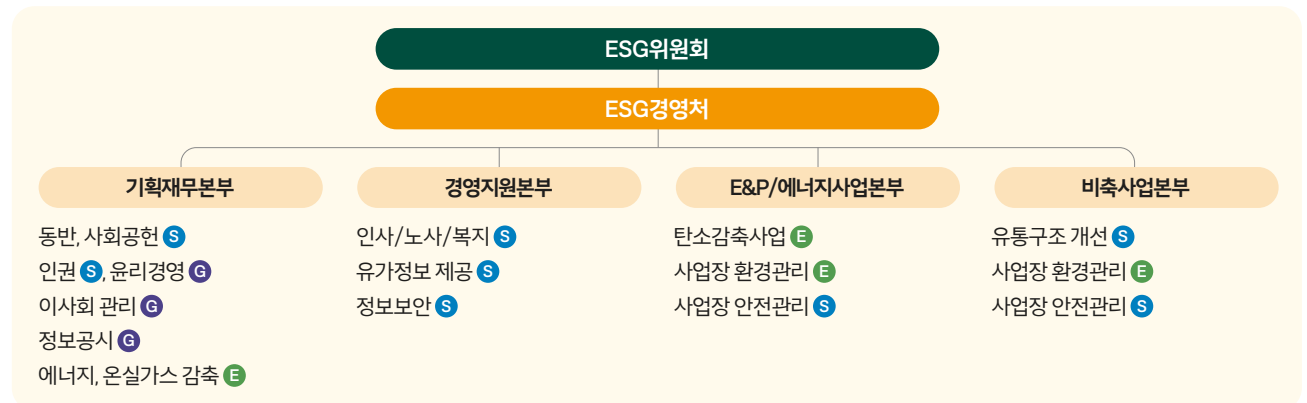 ESG위원회
ESG경영처
기획재무본부
동반, 사회공헌 S
인권 S, 윤리경영 G
이사회 관리 G
정보공시 G
에너지, 온실가스 감축 E
경영지원본부
인사/노사/복지 S
유가정보 제공 S
정보보안 S
E&P/에너지사업본부
탄소감축사업 E
사업장 환경관리 E
사업장 안전관리 S
비축사업본부
유통구조 개선 S
사업장 환경관리 E
사업장 안전관리 S